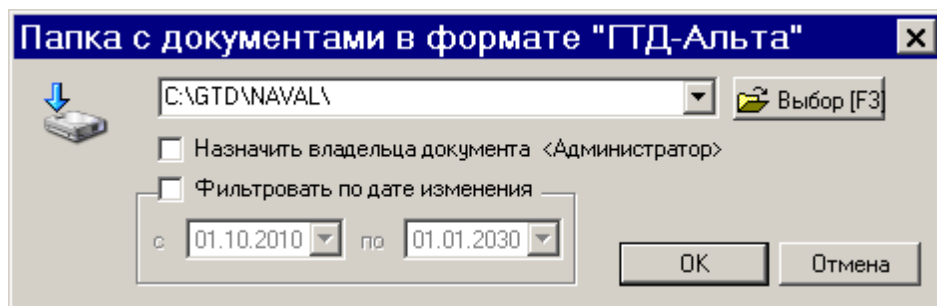 Папка с документами в формате "ГТД-Альта"
C:\GTD\NAVAL\
Выбор [F3]
Назначить владельца документа <Администратор>
Фильтровать по дате изменения
с 01.10.2010 по 01.01.2030
OK Отмена